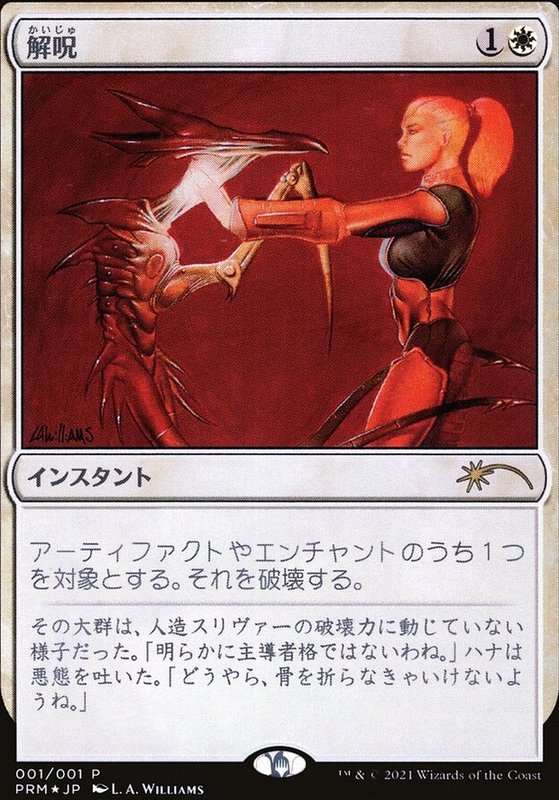 かいじゅ
解呪 1
LAWilliAMS
インスタント
アーティファクトやエンチャントのうち１つ
を対象とする。それを破壊する。
その大群は、人造スリヴァーの破壊力に動じていない
様子だった。「明らかに主導者格ではないわね。」ハナは
悪態を吐いた。「どうやら、骨を折らなきゃいけないよ
うね。」
001/001 P
PRM★JP L. A. WILLIAMS
™ & © 2021 Wizards of the Coast